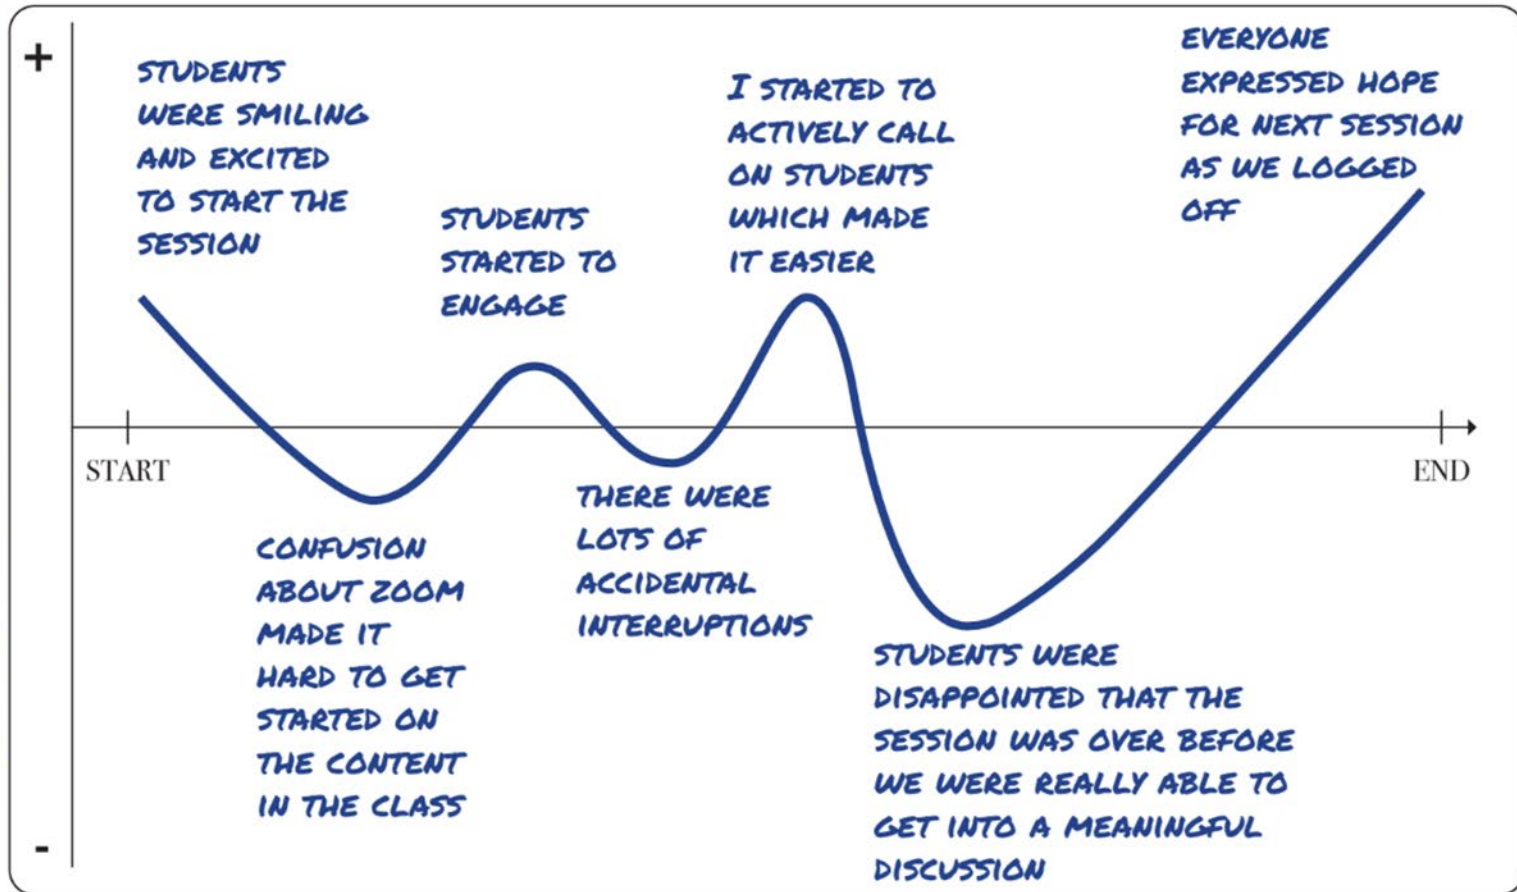 +
STUDENTS
WERE SMILING
AND EXCITED
TO START THE
SESSION
STUDENTS
STARTED TO
ENGAGE
I STARTED TO
ACTIVELY CALL
ON STUDENTS
WHICH MADE
IT EASIER
EVERYONE
EXPRESSED HOPE
FOR NEXT SESSION
AS WE LOGGED
OFF
START
END
CONFUSION
ABOUT ZOOM
MADE IT
HARD TO GET
STARTED ON
THE CONTENT
IN THE CLASS
THERE WERE
LOTS OF
ACCIDENTAL
INTERRUPTIONS
STUDENTS WERE
DISAPPOINTED THAT THE
SESSION WAS OVER BEFORE
WE WERE REALLY ABLE TO
GET INTO A MEANINGFUL
DISCUSSION
-